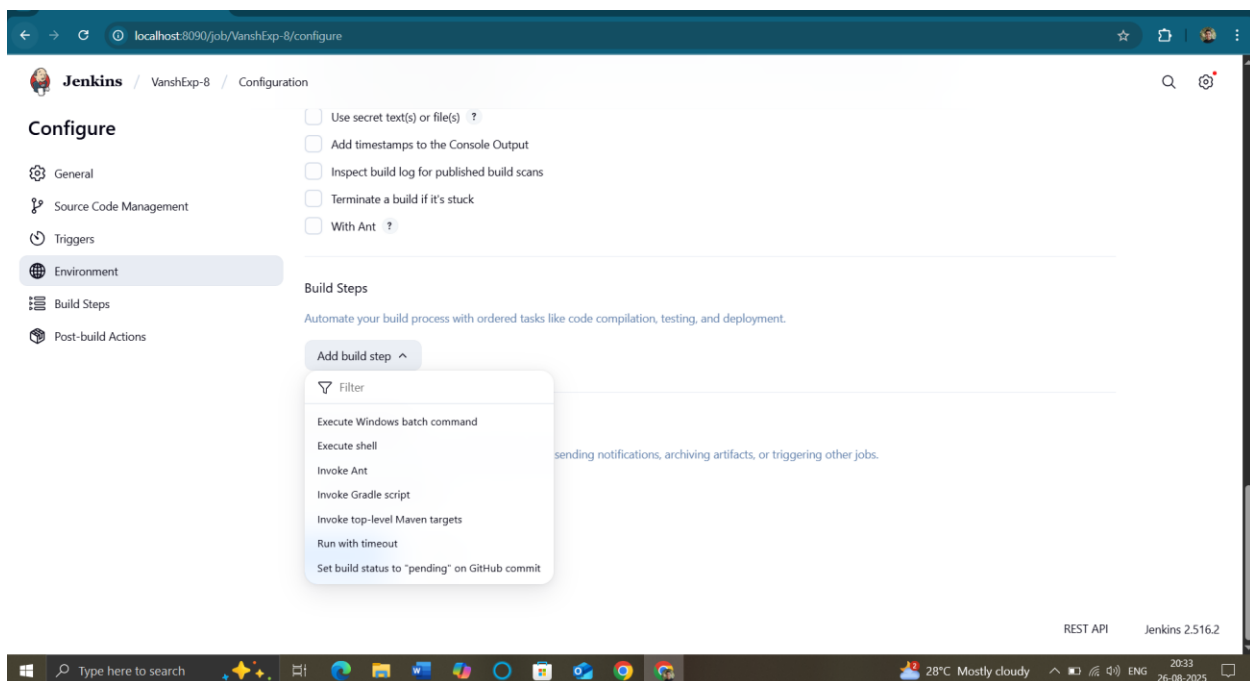 localhost:8090/job/VanshExp-8/configure
Jenkins / VanshExp-8 / Configuration
Configure
General
Source Code Management
Triggers
Environment
Build Steps
Post-build Actions
Use secret text(s) or file(s) ?
Add timestamps to the Console Output
Inspect build log for published build scans
Terminate a build if it's stuck
With Ant ?
Build Steps
Automate your build process with ordered tasks like code compilation, testing, and deployment.
Add build step
Filter
Execute Windows batch command
Execute shell
sending notifications, archiving artifacts, or triggering other jobs.
Invoke Ant
Invoke Gradle script
Invoke top-level Maven targets
Run with timeout
Set build status to "pending" on GitHub commit
REST API Jenkins 2.516.2
Type here to search
2
28°C Mostly cloudy
ENG
20:33
26-08-2025